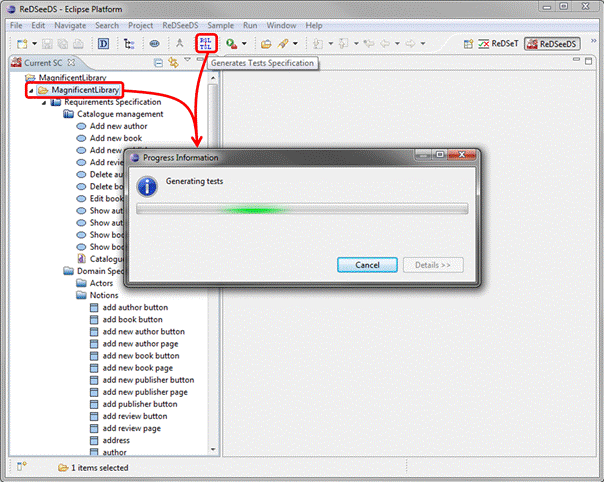 ReDSeeDS - Eclipse Platform
File Edit Navigate Search Project ReDSeeDS Sample Run Window Help
D RSL TSL ReDSeT ReDSeeDS
Current SC
Generates Tests Specification
MagnificentLibrary
MagnificentLibrary
Requirements Specification
Catalogue management
Add new author
Add new book
Add revie
Delete au
Delete bo
Edit book
Show aut
Show aut
Show boo
Show boo
Catalogue
Domain Spec
Actors
Notions
add author button
add book button
add new author button
add new author page
add new book button
add new book page
add new publisher button
add new publisher page
add publisher button
add review button
add review page
address
author
Progress Information
Generating tests
Cancel Details >>
1 items selected